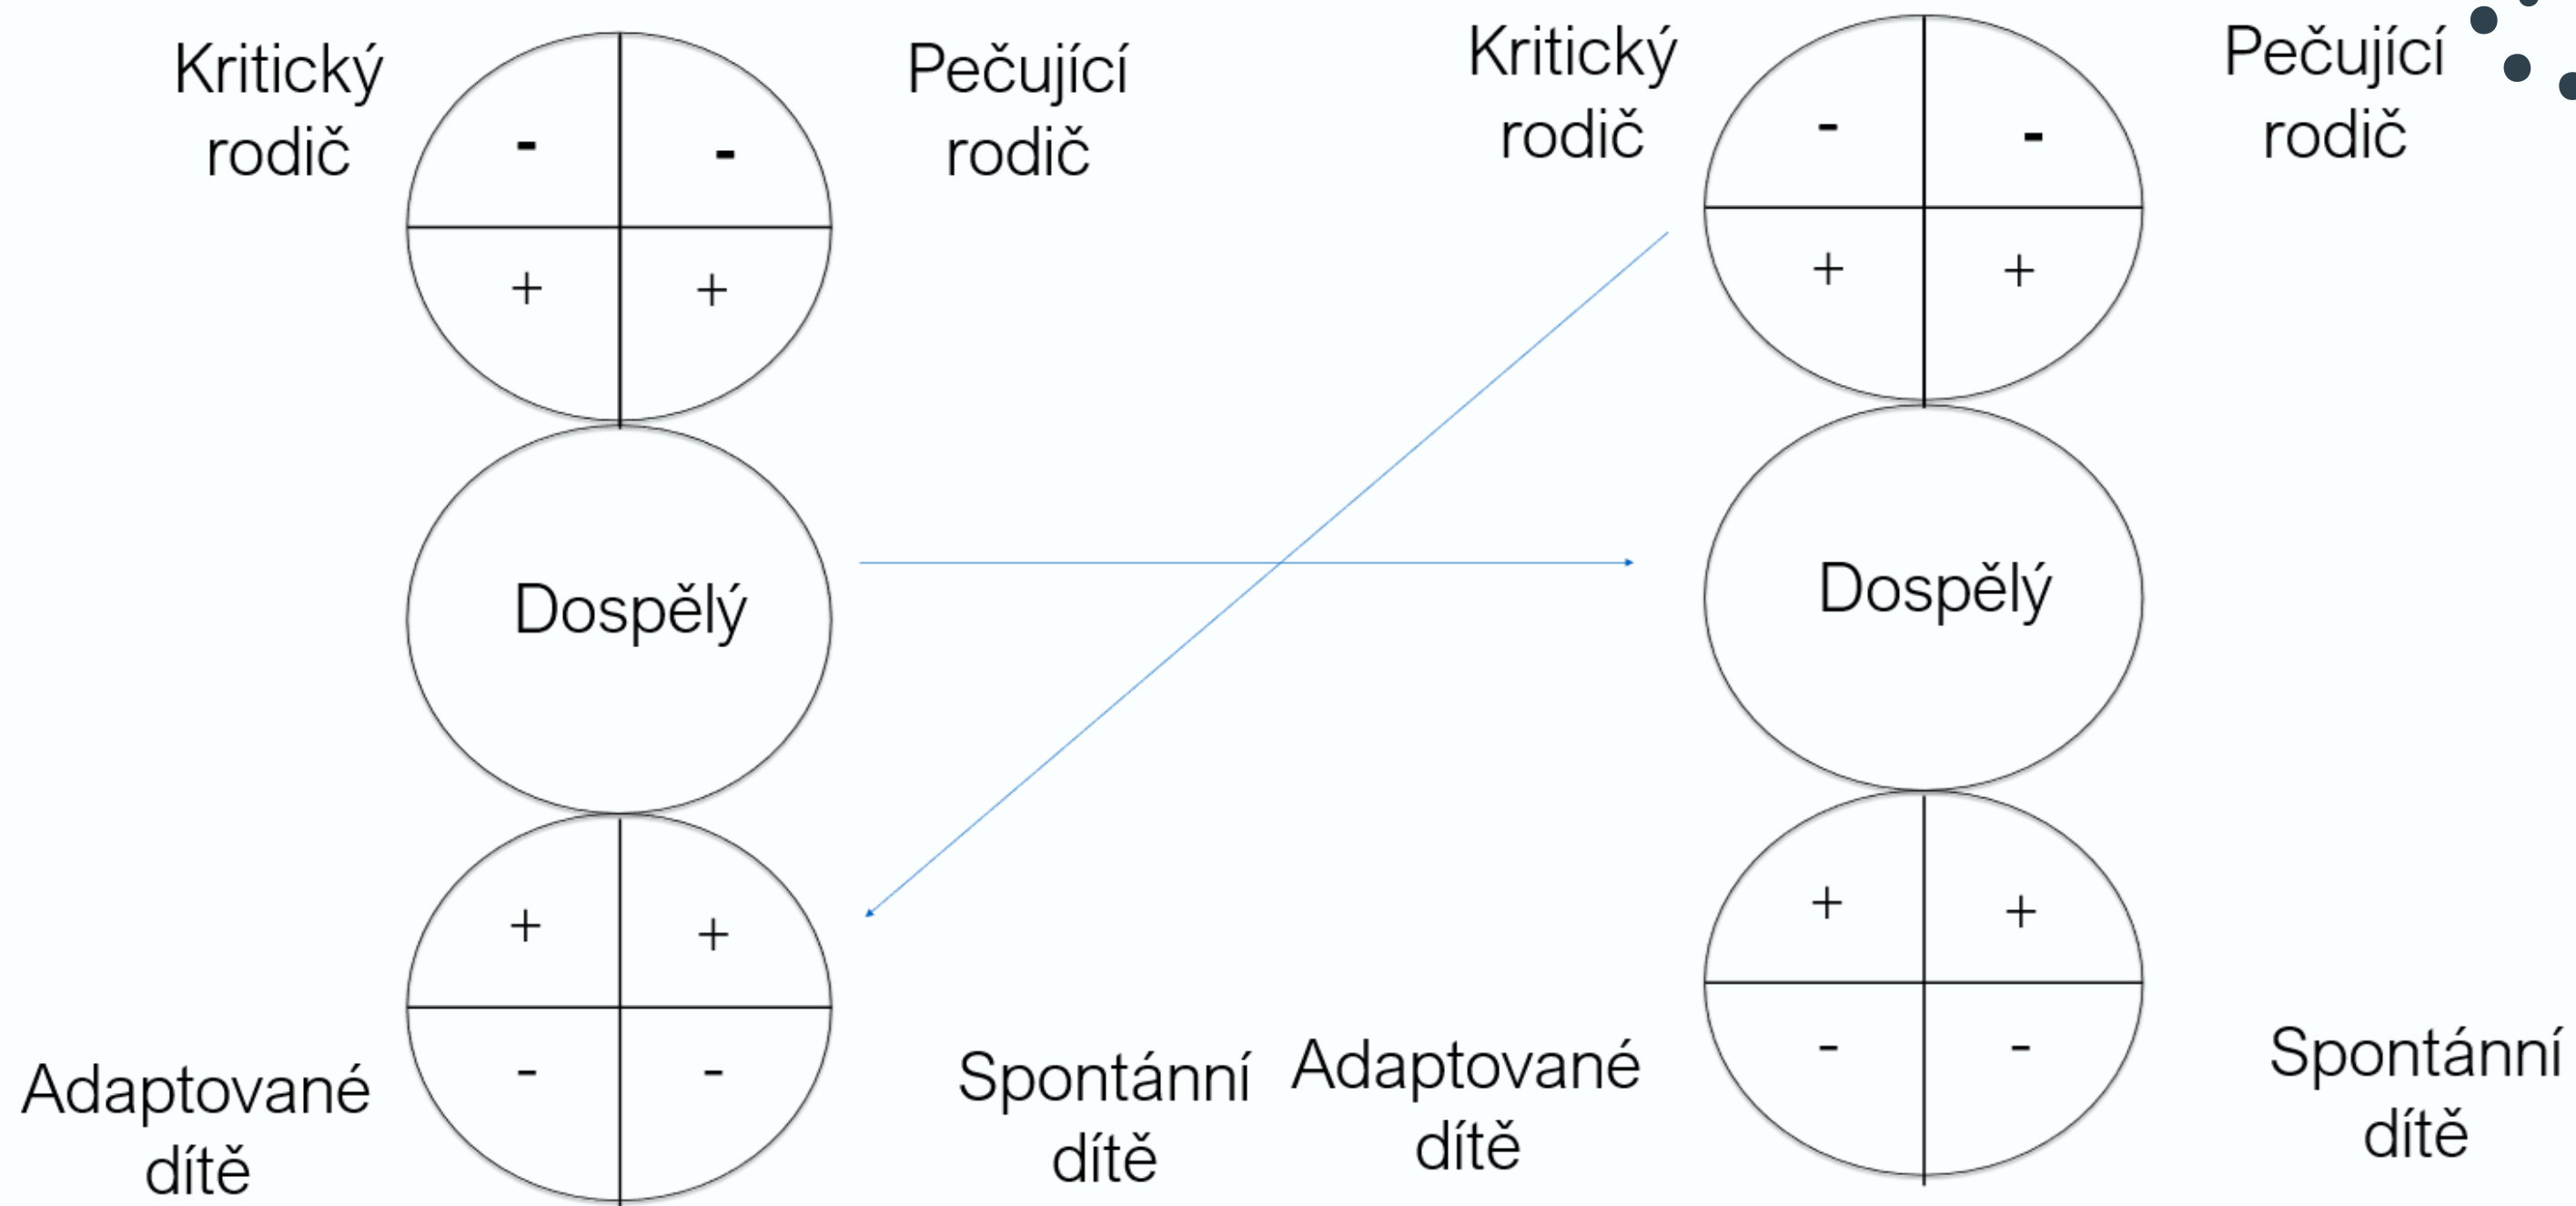 Kritický
rodič
Pečující
rodič
-
-
+
+
Dospělý
+
+
-
-
Adaptované
dítě
Spontánní
dítě
Kritický
rodič
Pečující
rodič
-
-
+
+
Dospělý
+
+
-
-
Adaptované
dítě
Spontánní
dítě